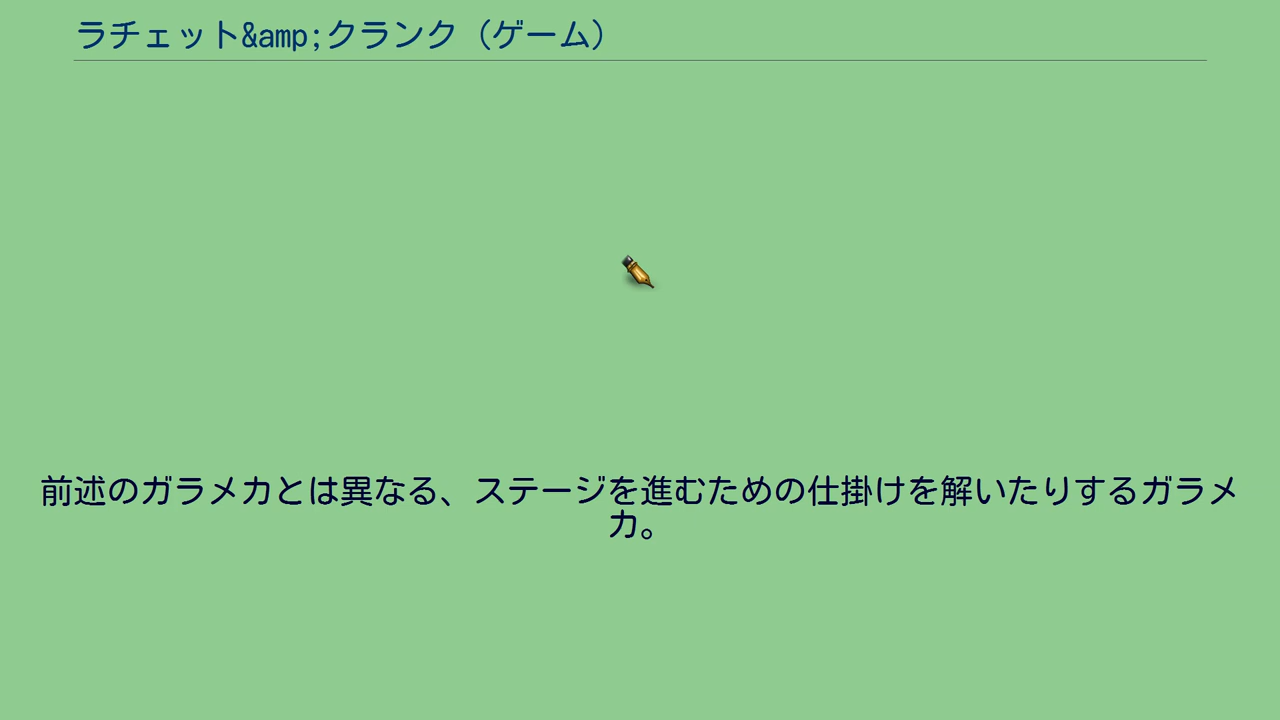 ラチェット&amp;クランク（ゲーム）
前述のガラメカとは異なる、ステージを進むための仕掛けを解いたりするガラメ
カ。